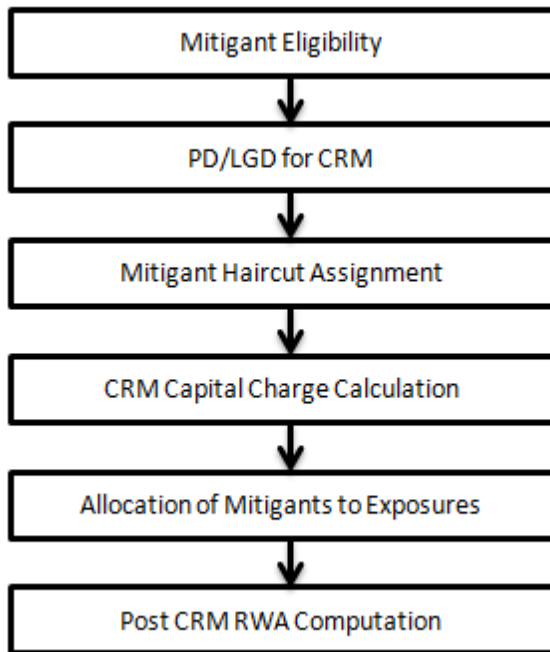 Mitigant Eligibility
PD/LGD for CRM
Mitigant Haircut Assignment
CRM Capital Charge Calculation
Allocation of Mitigants to Exposures
Post CRM RWA Computation